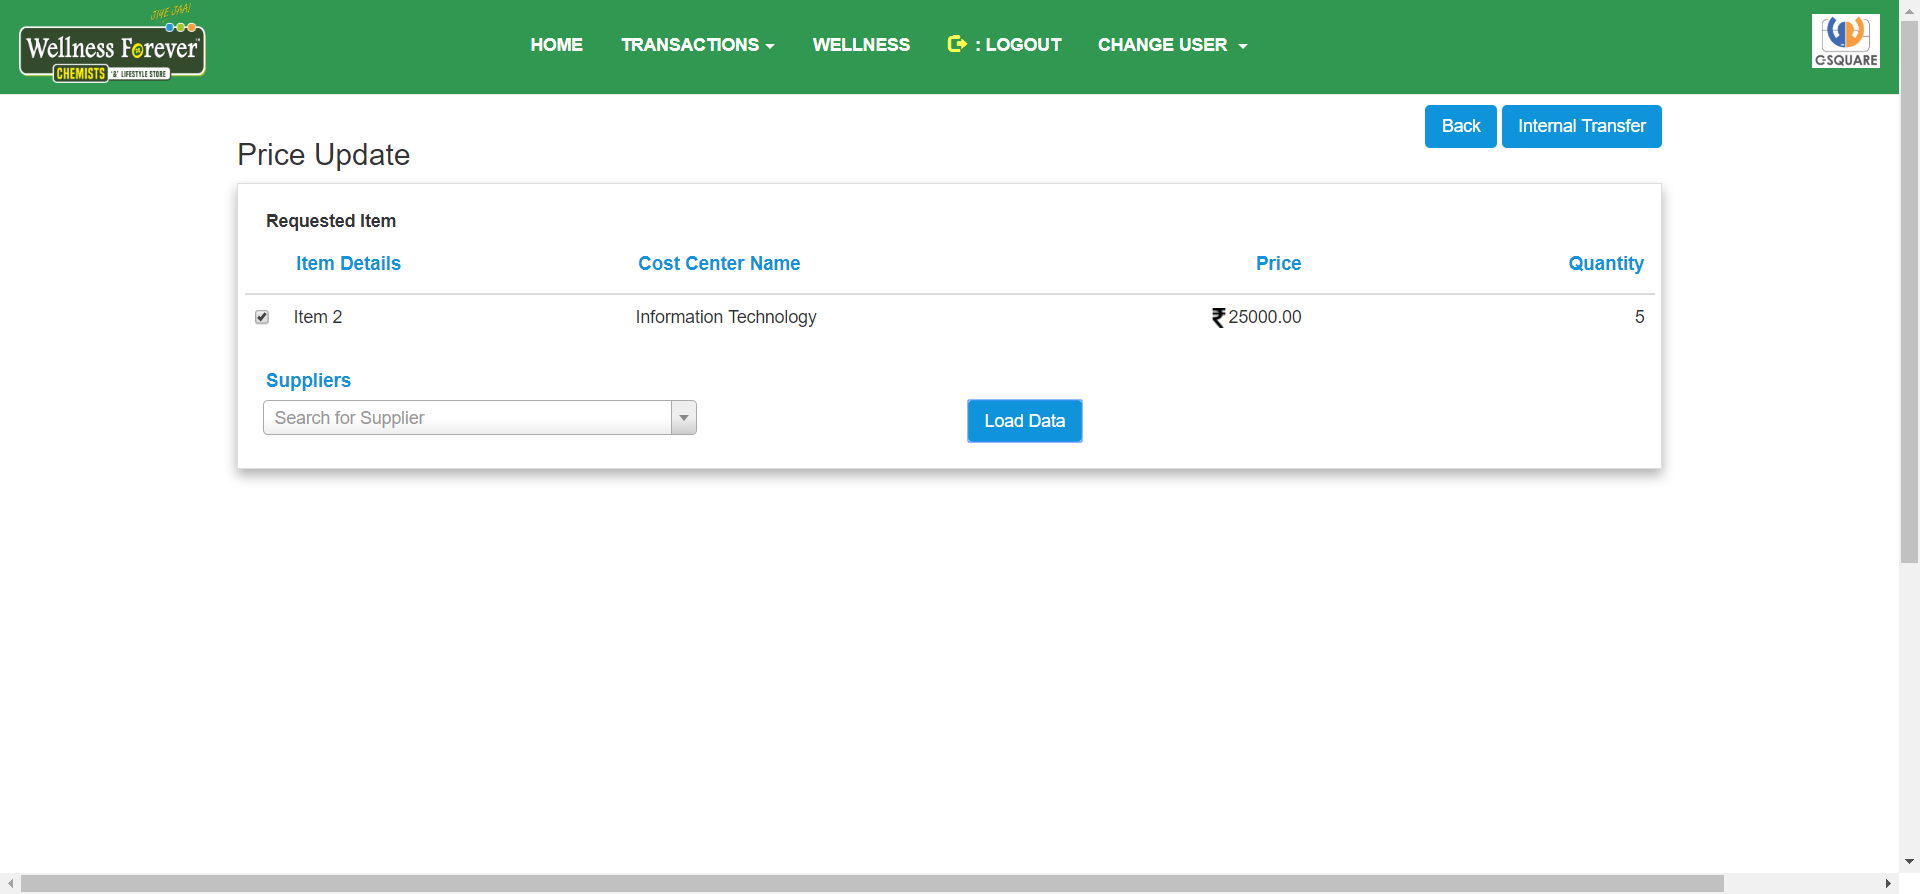 JIYE JAA!
Wellness Forever
CHEMISTS '&' LIFESTYLE STORE
HOME TRANSACTIONS WELLNESS : LOGOUT CHANGE USER
C-SQUARE
Back Internal Transfer
Price Update
Requested Item
Item Details Cost Center Name Price Quantity
Item 2 Information Technology ₹25000.00 5
Suppliers
Search for Supplier
Load Data